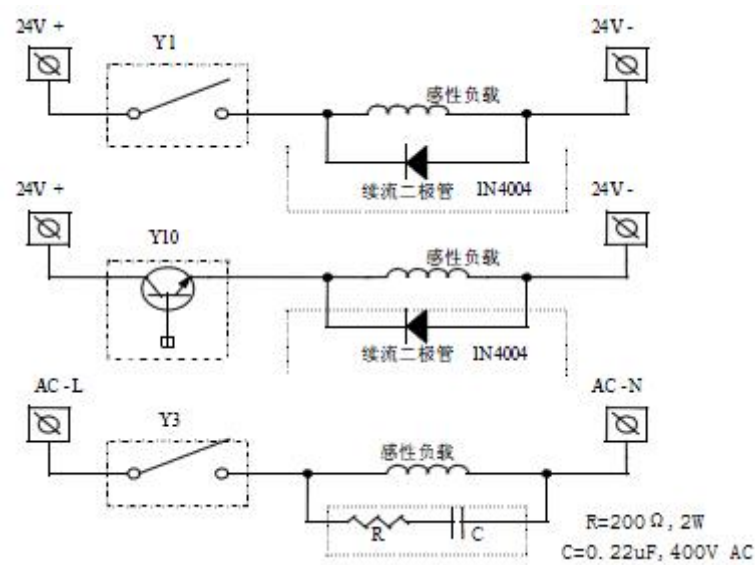 24V +
24V -
Y1
感性负载
续流二极管 IN4004
24V +
24V -
Y10
感性负载
续流二极管 IN4004
AC -L
AC -N
Y3
感性负载
R C
R=200Ω, 2W
C=0.22uF, 400V AC